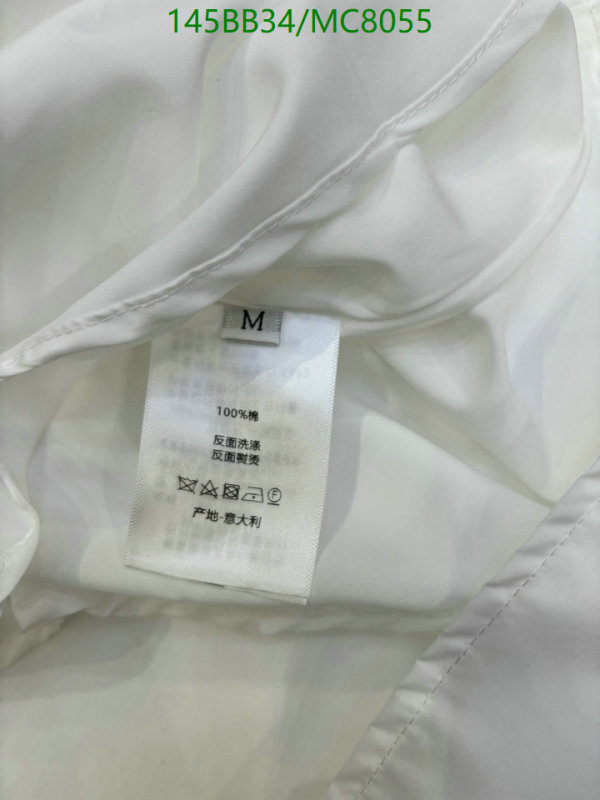 145BB34/MC8055
M
100%棉
反面洗涤
反面熨烫
F
产地-意大利